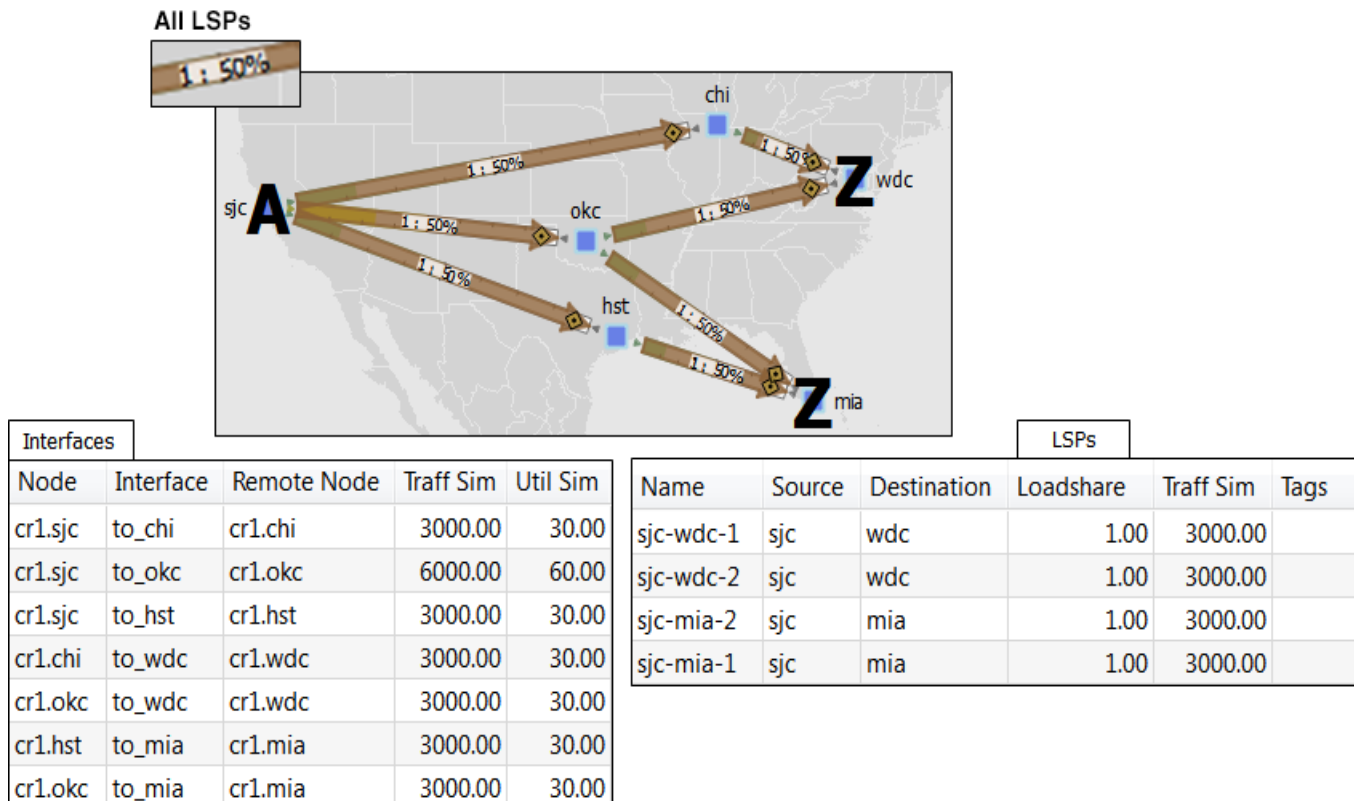 All LSPs
1 : 50%
chi
1 : 50%
1 : 50%
Z wdc
sjc A
okc
1 : 50%
1 : 50%
1 : 50%
hst
1 : 50%
1 : 50%
Z mia
Interfaces
Node Interface Remote Node Traff Sim Util Sim
cr1.sjc to_chi cr1.chi 3000.00 30.00
cr1.sjc to_okc cr1.okc 6000.00 60.00
cr1.sjc to_hst cr1.hst 3000.00 30.00
cr1.chi to_wdc cr1.wdc 3000.00 30.00
cr1.okc to_wdc cr1.wdc 3000.00 30.00
cr1.hst to_mia cr1.mia 3000.00 30.00
cr1.okc to_mia cr1.mia 3000.00 30.00
LSPs
Name Source Destination Loadshare Traff Sim Tags
sjc-wdc-1 sjc wdc 1.00 3000.00
sjc-wdc-2 sjc wdc 1.00 3000.00
sjc-mia-2 sjc mia 1.00 3000.00
sjc-mia-1 sjc mia 1.00 3000.00